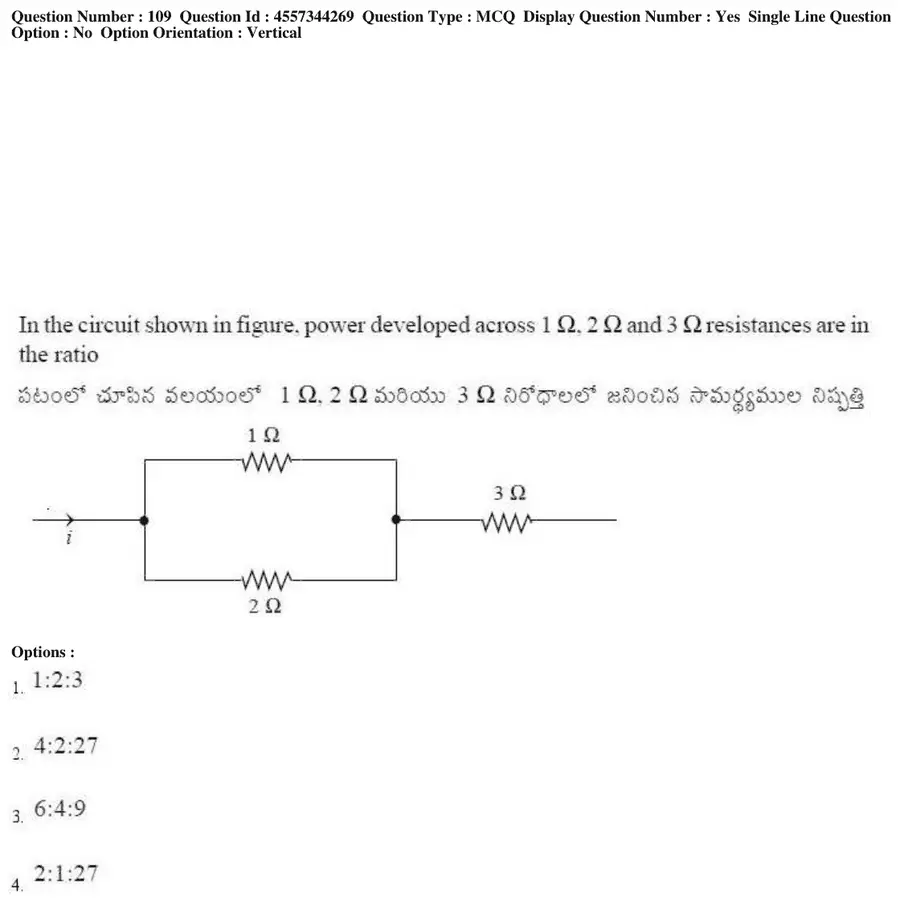 Question Number : 109 Question Id : 4557344269 Question Type : MCQ Display Question Number : Yes Single Line Question
Option : No Option Orientation : Vertical
In the circuit shown in figure, power developed across 1 Ω, 2 Ω and 3 Ω resistances are in
the ratio
పటంలో చూపిన వలయంలో 1 Ω, 2 Ω మరియు 3 Ω నిరోధాలలో జనించిన సామర్థ్యముల నిష్పత్తి
1 Ω
3 Ω
i
2 Ω
Options :
1. 1:2:3
2. 4:2:27
3. 6:4:9
4. 2:1:27